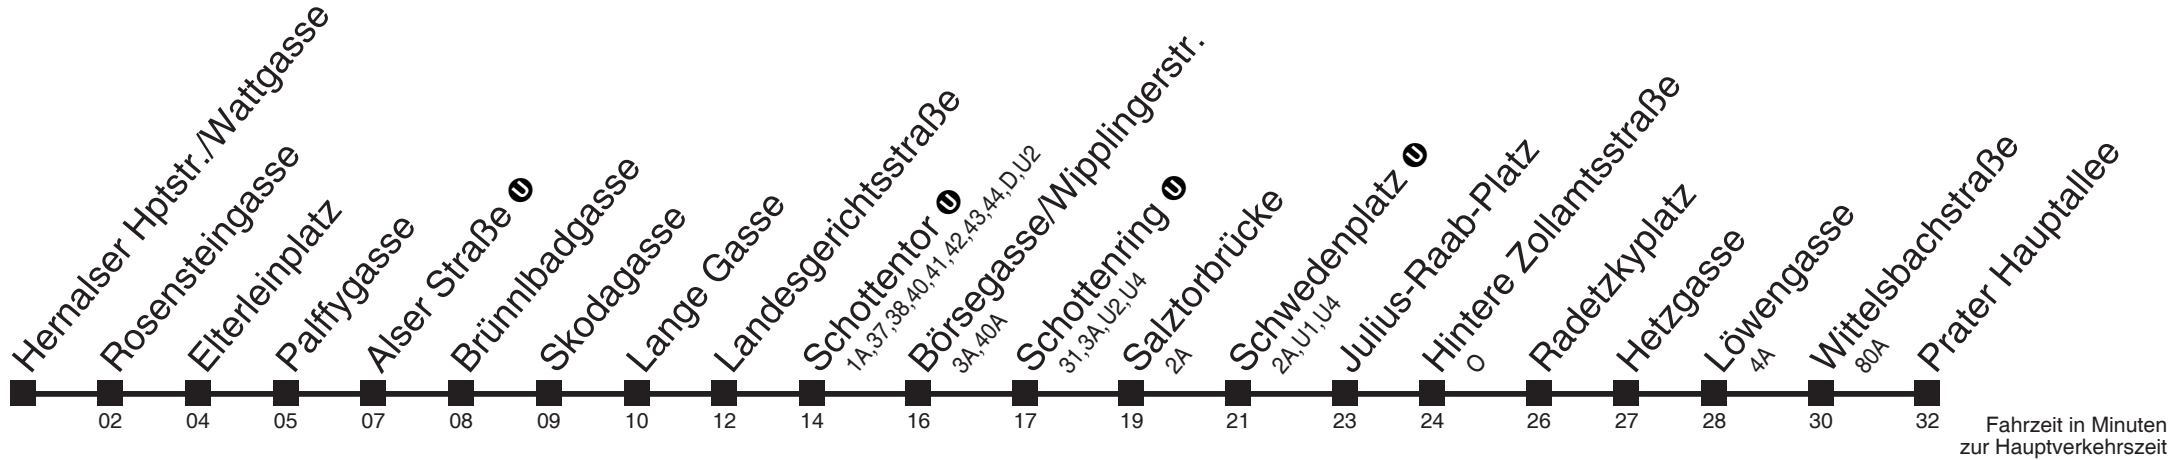 Hernalser Hptstr./Wattgasse
Rosensteingasse
Elterleinplatz
Palffygasse
Alser Straße U
Brünnlbadgasse
Skodagasse
Lange Gasse
Landesgerichtsstraße
Schottentor U
1A,37,38,40,41,42,43,44,D,U2
Börsegasse/Wipplingerstr.
3A,40A
Schottenring U
31,3A,U2,U4
Salztorbrücke
2A
Schwedenplatz U
2A,U1,U4
Julius-Raab-Platz
Hintere Zollamtsstraße
O
Radetzkyplatz
Hetzgasse
Löwengasse
4A
Wittelsbachstraße
80A
Prater Hauptallee
02 04 05 07 08 09 10 12 14 16 17 19 21 23 24 26 27 28 30 32
Fahrzeit in Minuten
zur Hauptverkehrszeit